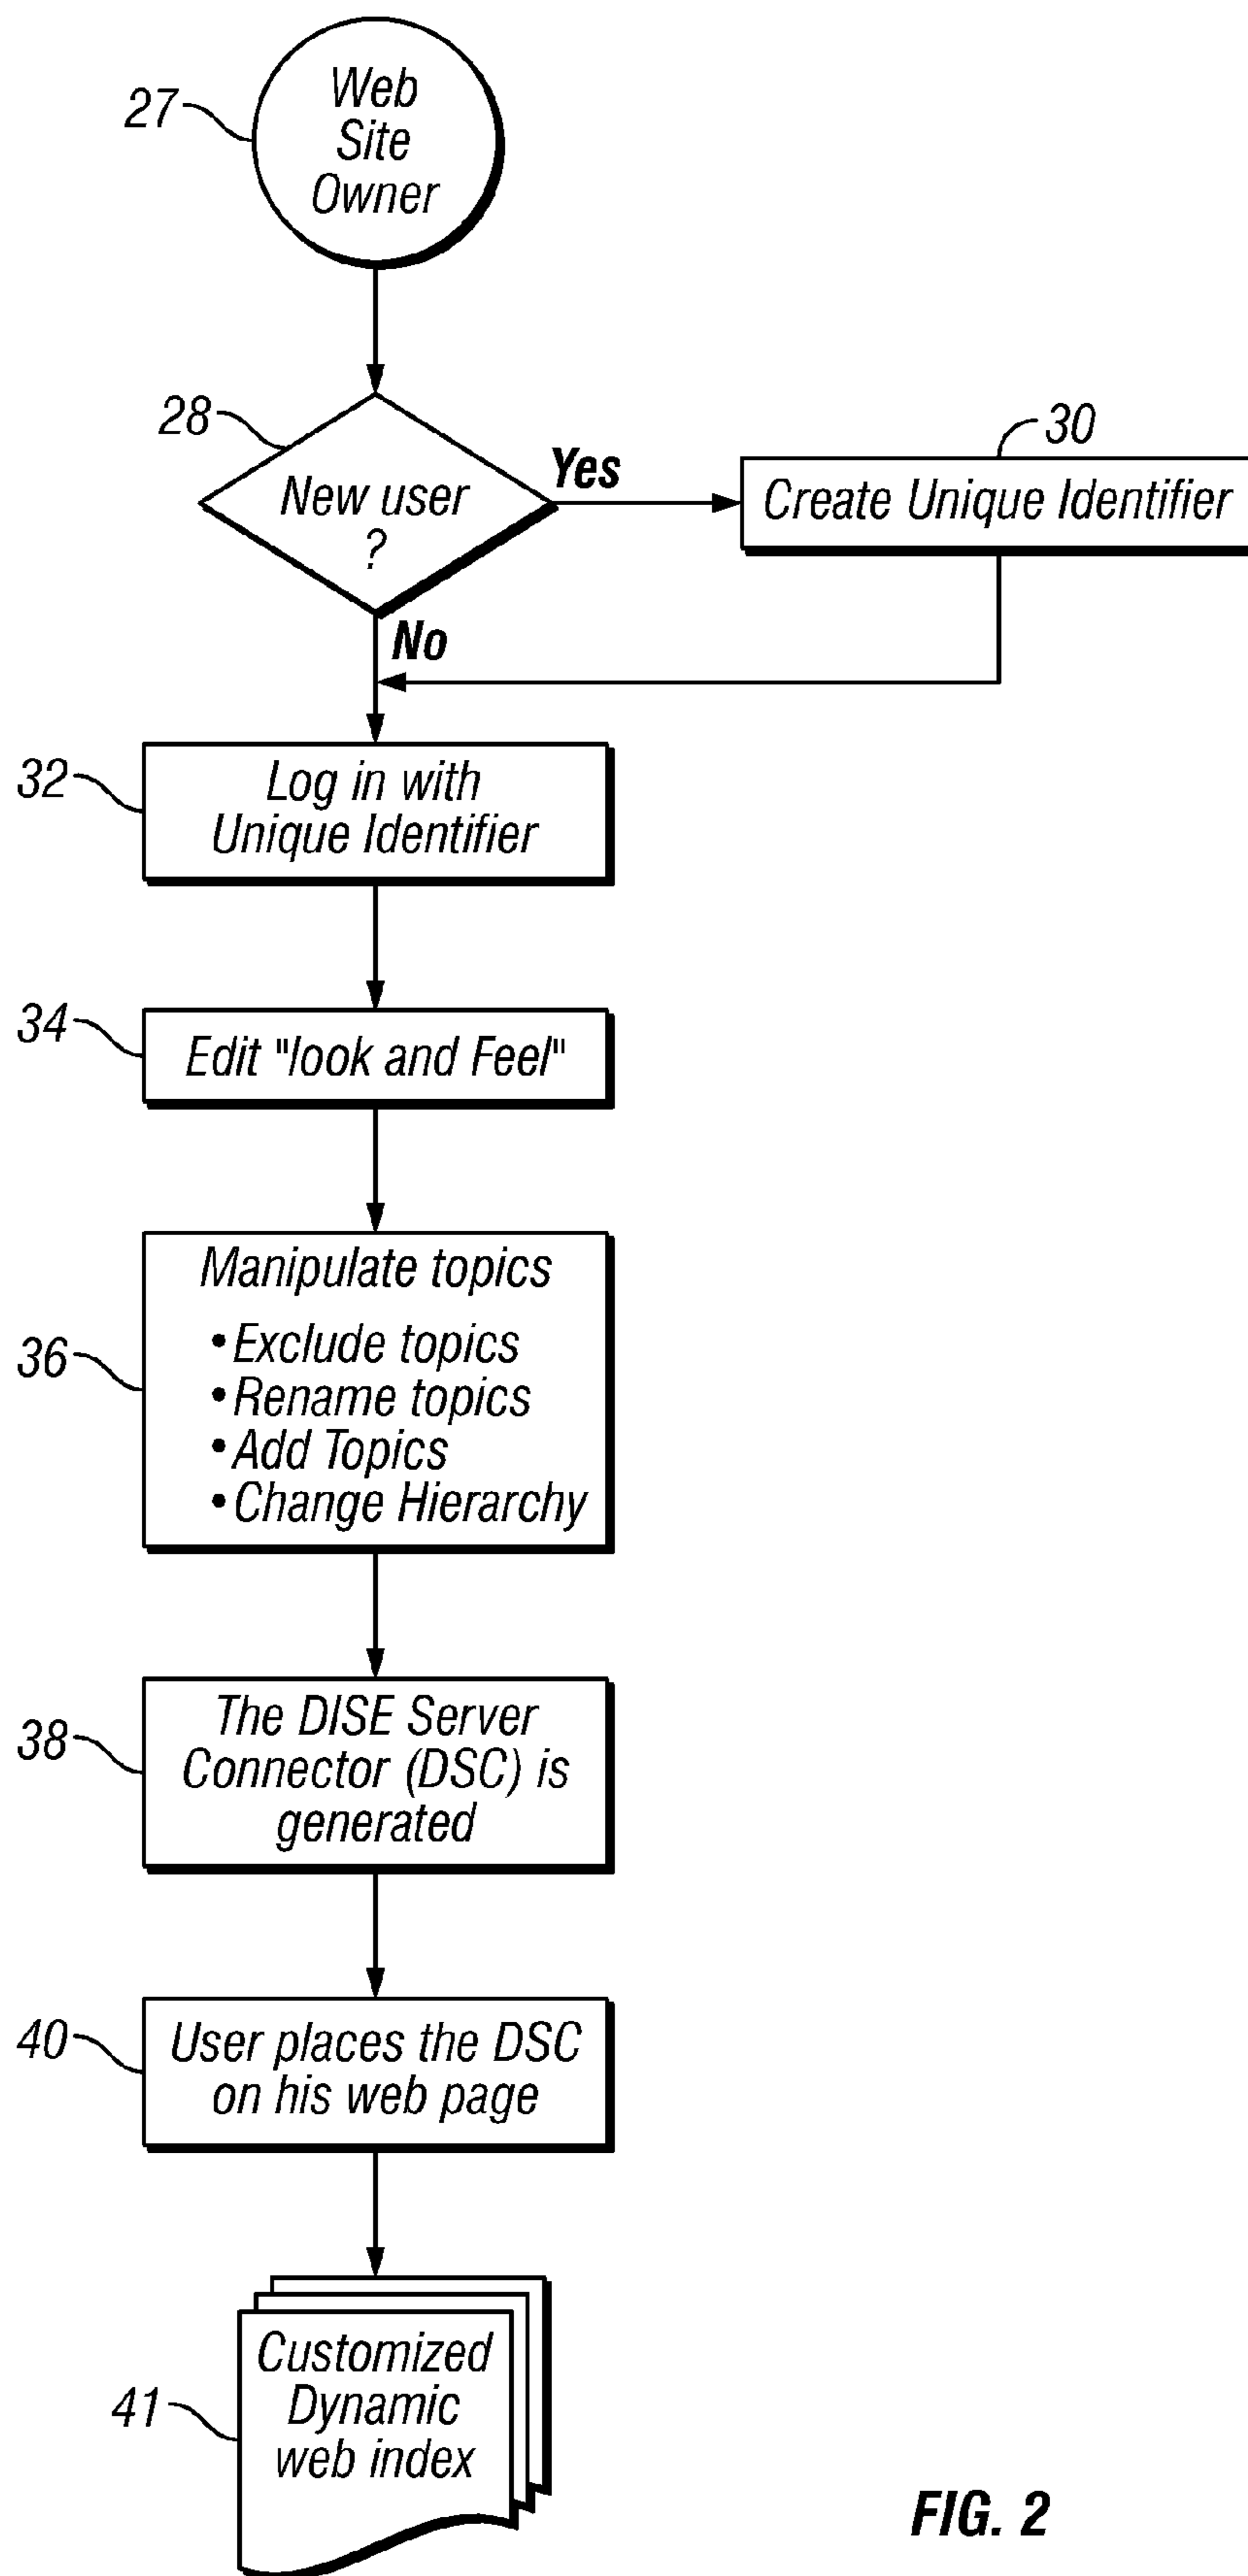 27
Web
Site
Owner
28
New user
?
Yes
30
Create Unique Identifier
No
32
Log in with
Unique Identifier
34
Edit "look and Feel"
36
Manipulate topics
•Exclude topics
•Rename topics
•Add Topics
•Change Hierarchy
38
The DISE Server
Connector (DSC) is
generated
40
User places the DSC
on his web page
41
Customized
Dynamic
web index
FIG. 2